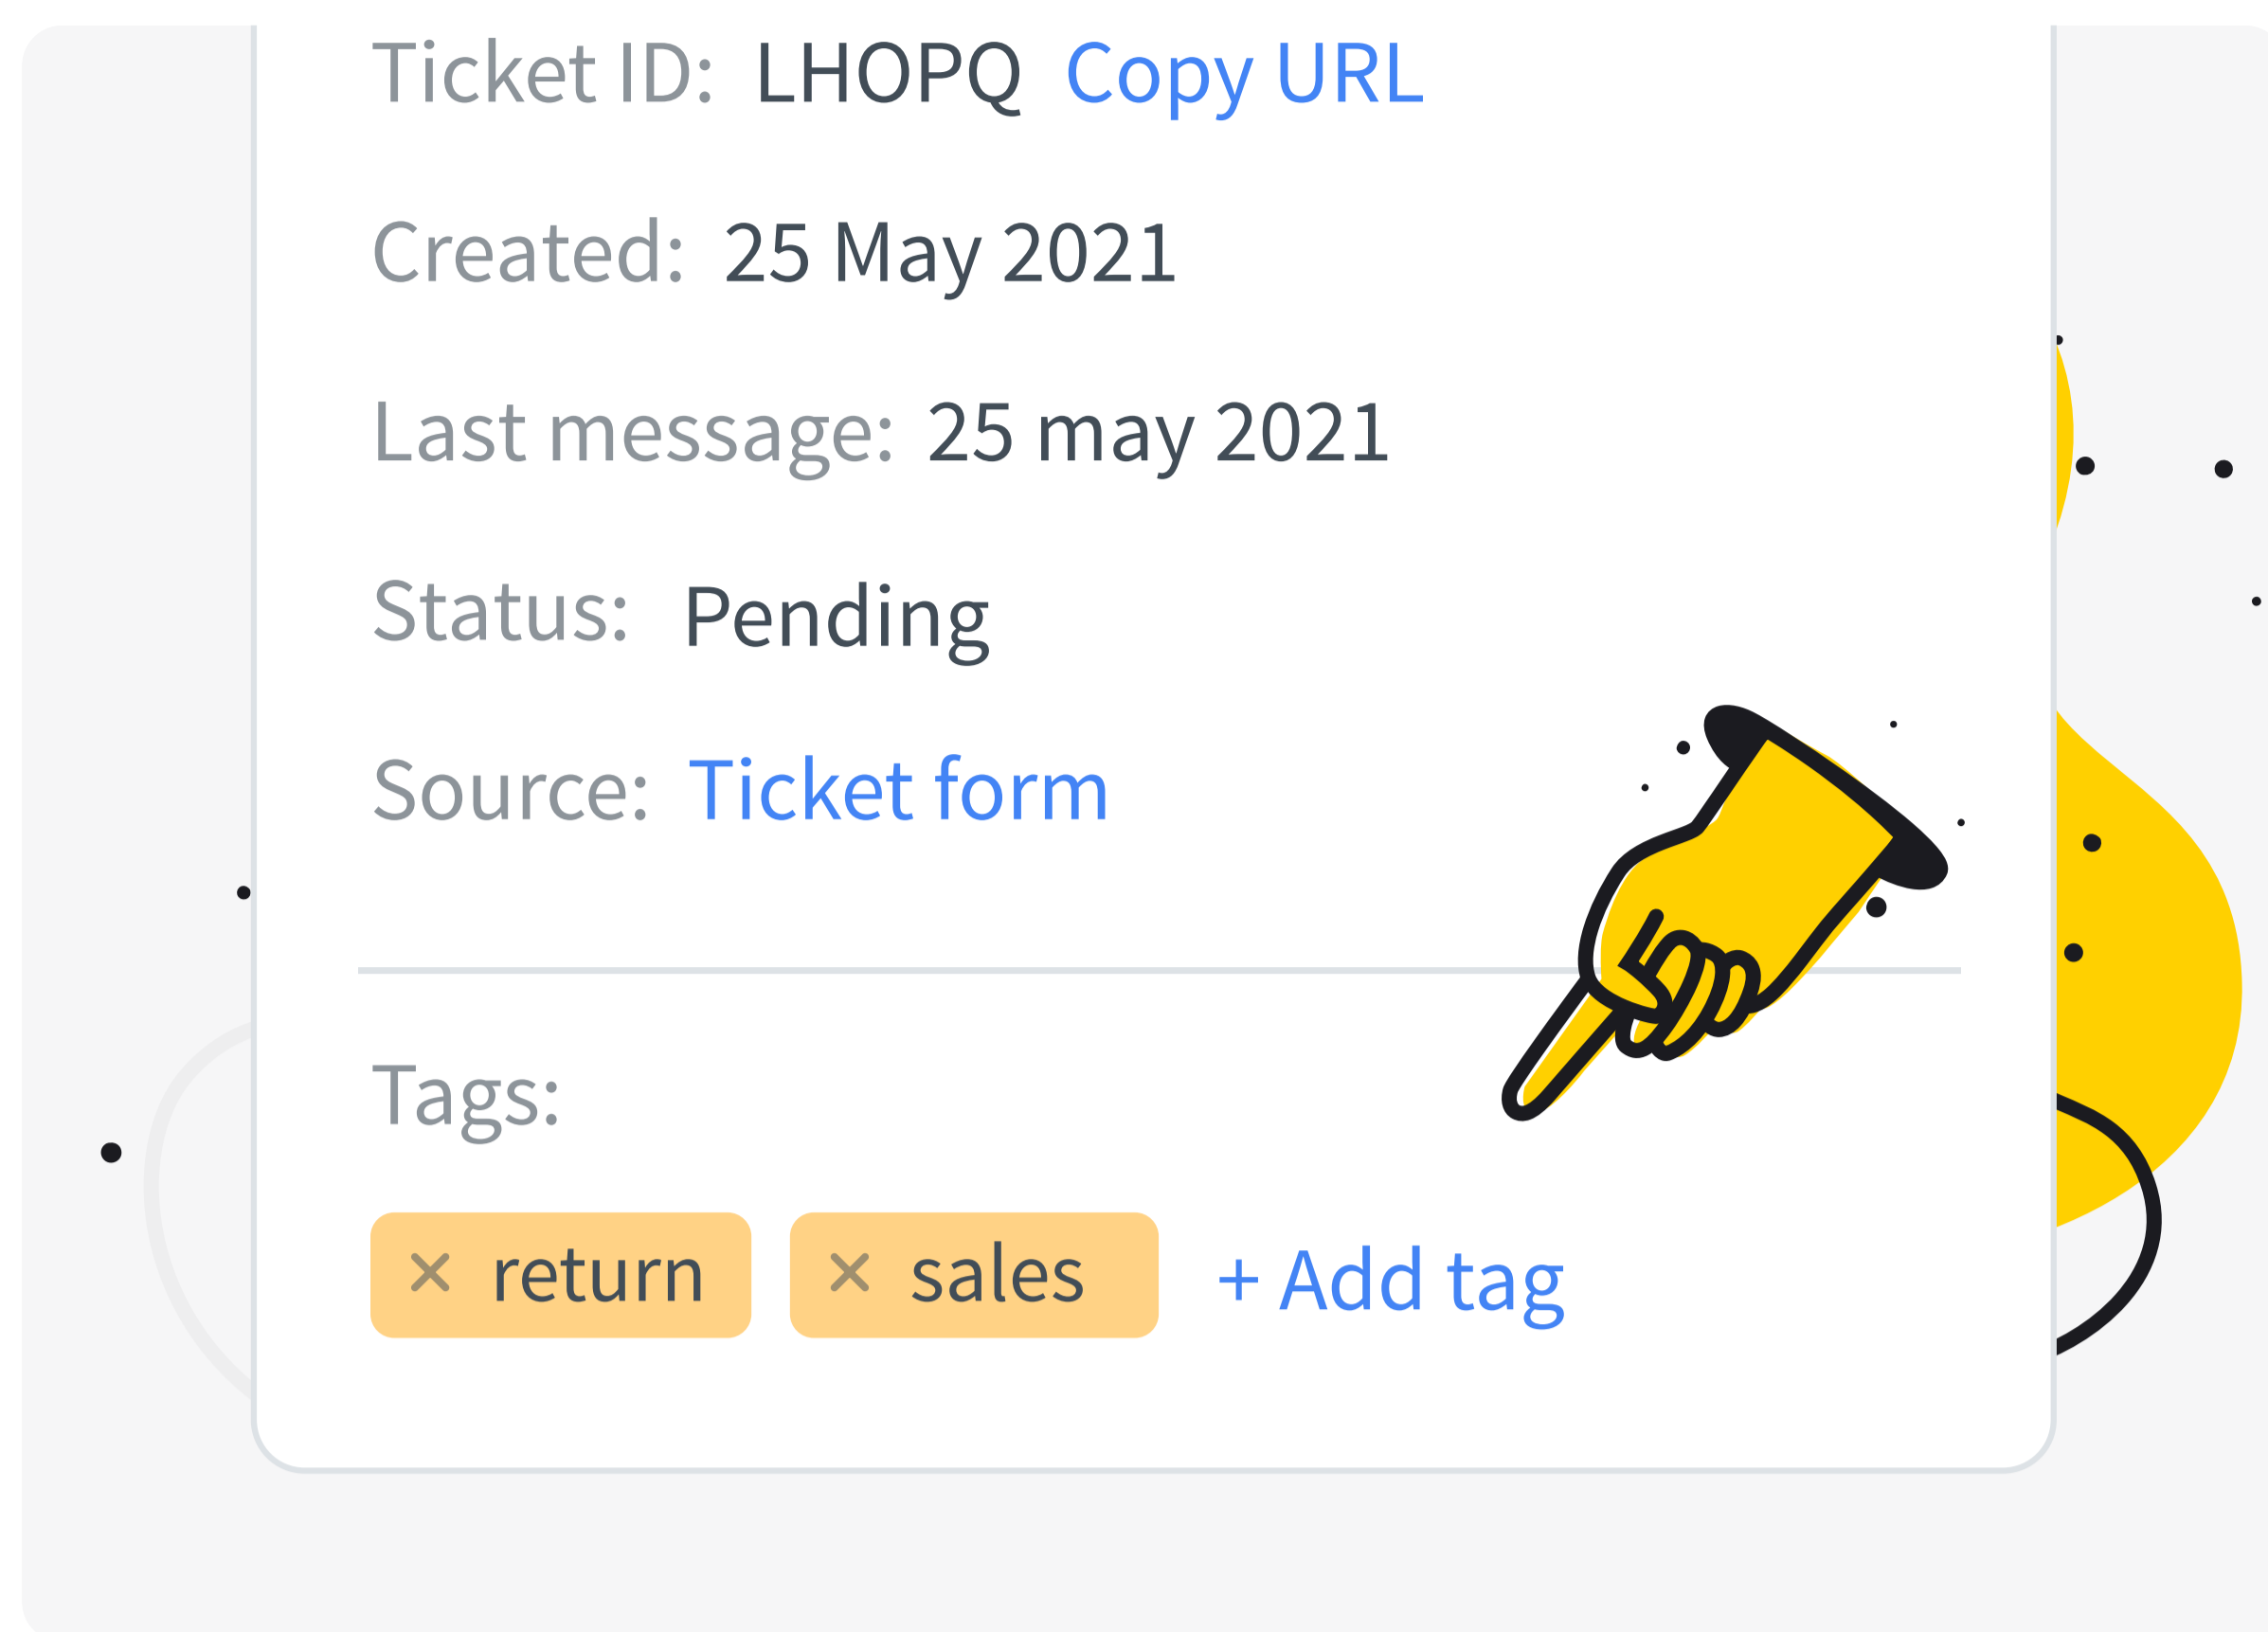 Ticket ID: LHOPQ Copy URL
Created: 25 May 2021
Last message: 25 may 2021
Status: Pending
Source: Ticket form
Tags:
× return × sales + Add tag